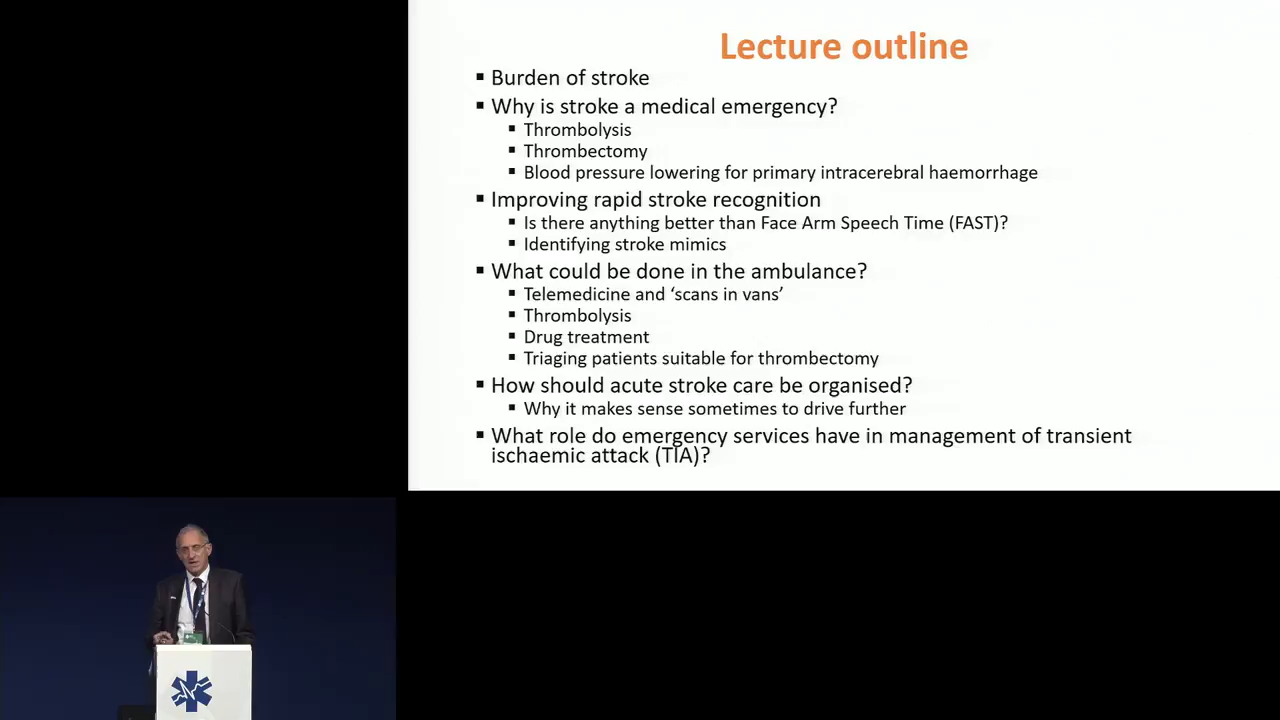 Lecture outline
Burden of stroke
Why is stroke a medical emergency?
Thrombolysis
Thrombectomy
Blood pressure lowering for primary intracerebral haemorrhage
Improving rapid stroke recognition
Is there anything better than Face Arm Speech Time (FAST)?
Identifying stroke mimics
What could be done in the ambulance?
Telemedicine and ‘scans in vans’
Thrombolysis
Drug treatment
Triaging patients suitable for thrombectomy
How should acute stroke care be organised?
Why it makes sense sometimes to drive further
What role do emergency services have in management of transient
ischaemic attack (TIA)?